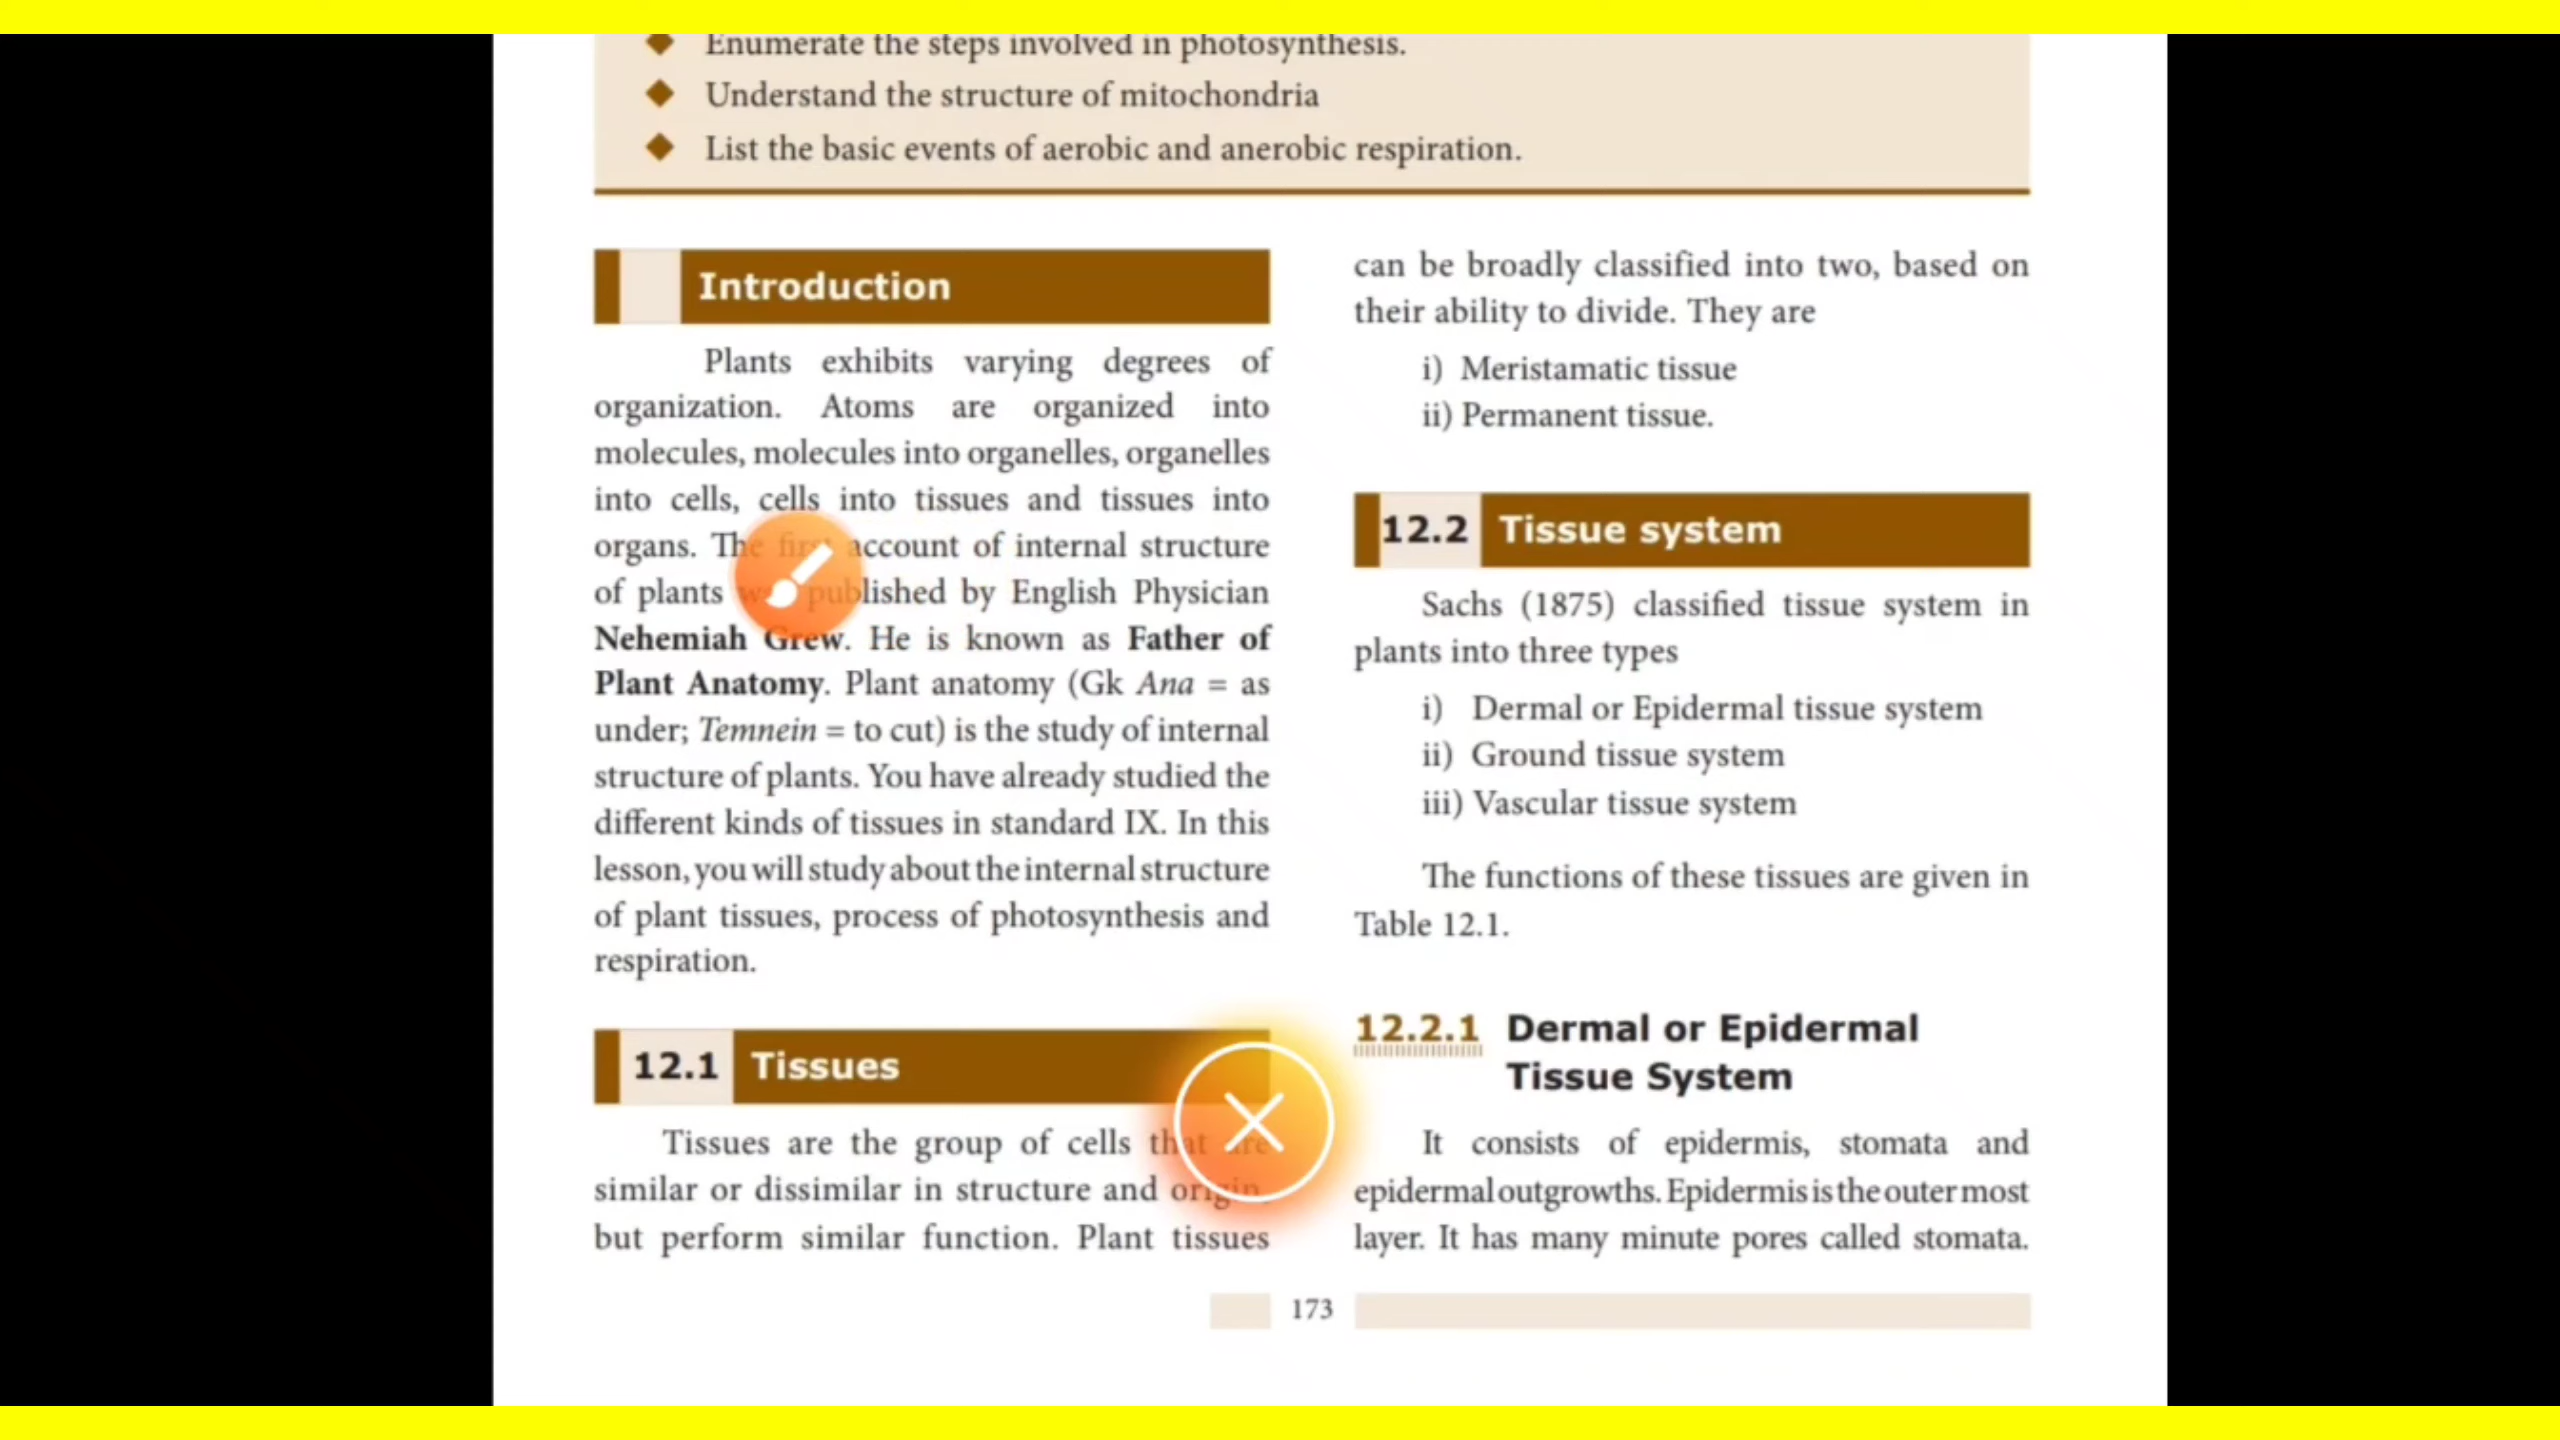 Enumerate the steps involved in photosynthesis.
Understand the structure of mitochondria
List the basic events of aerobic and anerobic respiration.
Introduction
Plants exhibits varying degrees of
organization. Atoms are organized into
molecules, molecules into organelles, organelles
into cells, cells into tissues and tissues into
organs. The first account of internal structure
of plants was published by English Physician
Nehemiah Grew. He is known as Father of
Plant Anatomy. Plant anatomy (Gk Ana = as
under; Temnein = to cut) is the study of internal
structure of plants. You have already studied the
different kinds of tissues in standard IX. In this
lesson, you will study about the internal structure
of plant tissues, process of photosynthesis and
respiration.
12.1 Tissues
Tissues are the group of cells that are
similar or dissimilar in structure and origin,
but perform similar function. Plant tissues
can be broadly classified into two, based on
their ability to divide. They are
i) Meristamatic tissue
ii) Permanent tissue.
12.2 Tissue system
Sachs (1875) classified tissue system in
plants into three types
i) Dermal or Epidermal tissue system
ii) Ground tissue system
iii) Vascular tissue system
The functions of these tissues are given in
Table 12.1.
12.2.1 Dermal or Epidermal
Tissue System
It consists of epidermis, stomata and
epidermal outgrowths. Epidermis is the outer most
layer. It has many minute pores called stomata.
173